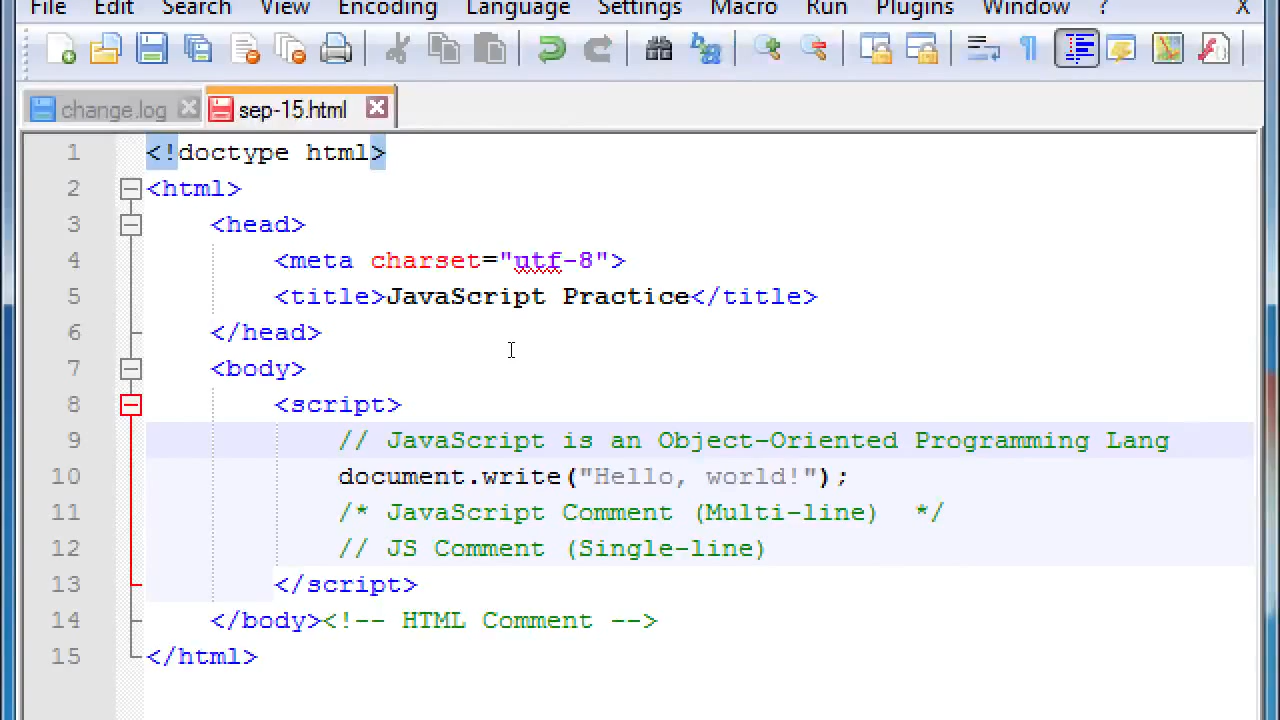 File Edit Search View Encoding Language Settings Macro Run Plugins Window ? X
change.log sep-15.html
1 <!doctype html>
2 <html>
3 <head>
4 <meta charset="utf-8">
5 <title>JavaScript Practice</title>
6 </head>
7 <body>
8 <script>
9 // JavaScript is an Object-Oriented Programming Lang
10 document.write("Hello, world!");
11 /* JavaScript Comment (Multi-line)  */
12 // JS Comment (Single-line)
13 </script>
14 </body><!-- HTML Comment -->
15 </html>